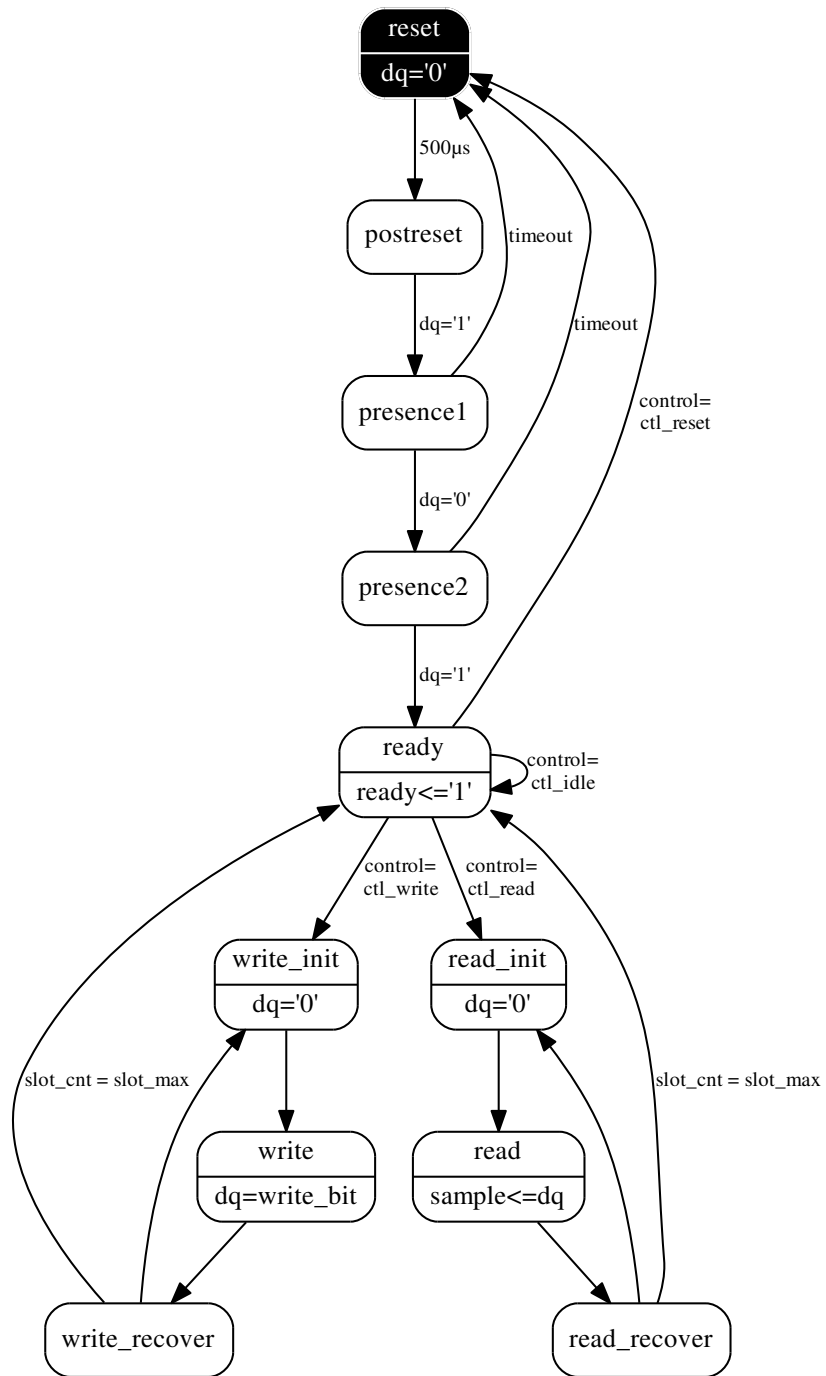 reset
dq='0'
500µs
postreset
timeout
dq='1'
timeout
presence1
control=
ctl_reset
dq='0'
presence2
dq='1'
ready
ready<='1'
control=
ctl_idle
control=
ctl_write
control=
ctl_read
write_init
dq='0'
read_init
dq='0'
slot_cnt = slot_max
slot_cnt = slot_max
write
dq=write_bit
read
sample<=dq
write_recover
read_recover